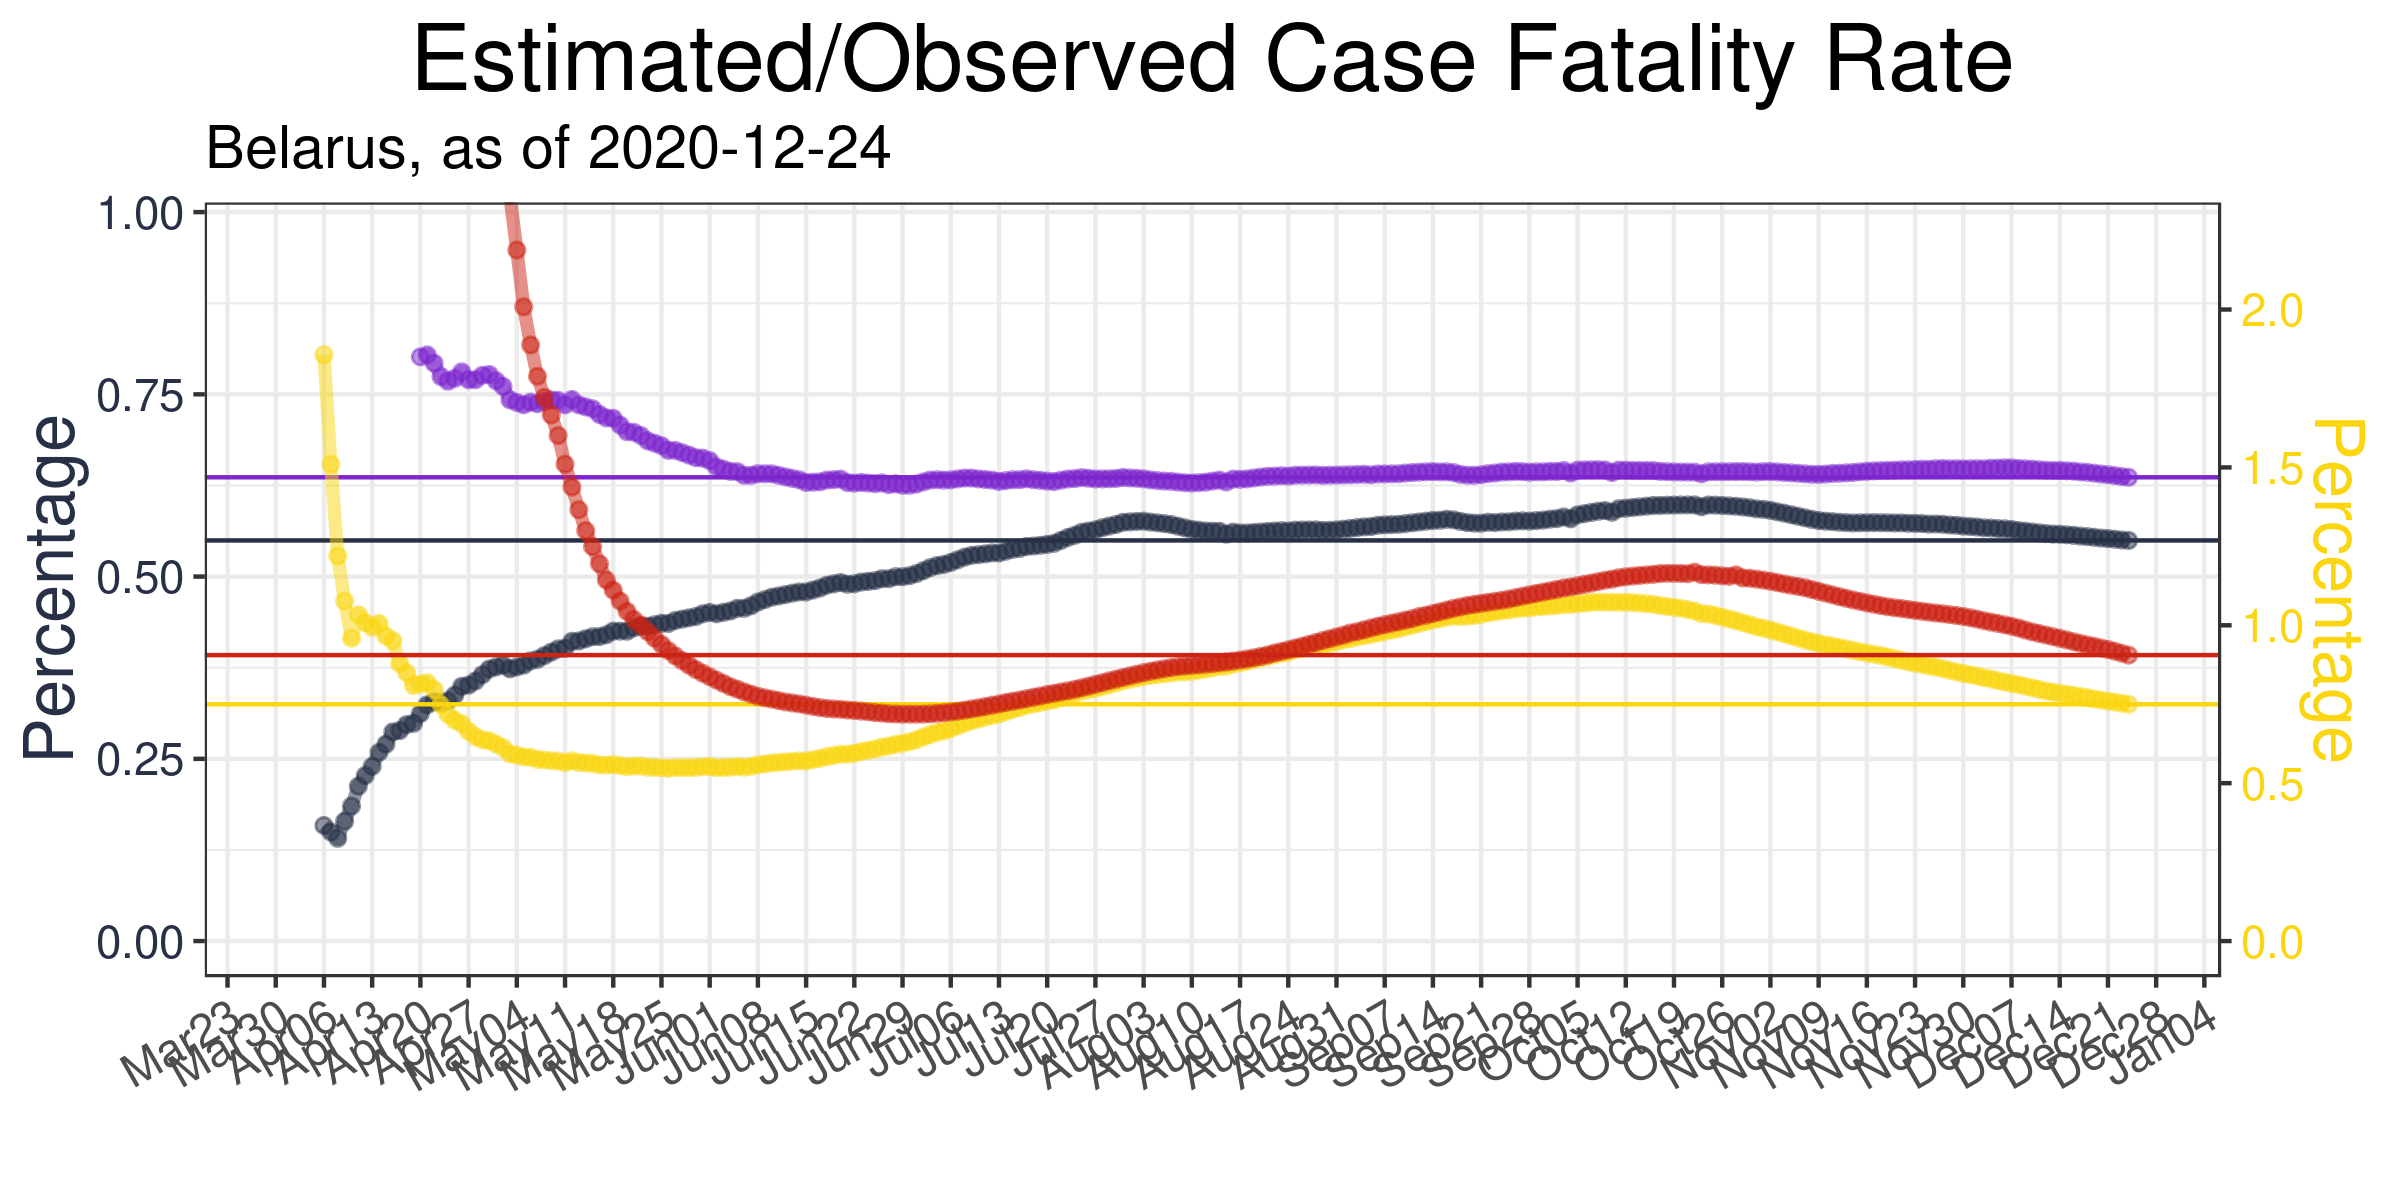 Estimated/Observed Case Fatality Rate
Belarus, as of 2020-12-24
Percentage
1.00
0.75
0.50
0.25
0.00
2.0
1.5
1.0
0.5
0.0
Percentage
Mar23
Mar30
Apr06
Apr13
Apr20
Apr27
May04
May11
May18
May25
Jun01
Jun08
Jun15
Jun22
Jun29
Jul06
Jul13
Jul20
Jul27
Aug03
Aug10
Aug17
Aug24
Aug31
Sep07
Sep14
Sep21
Sep28
Oct05
Oct12
Oct19
Oct26
Nov02
Nov09
Nov16
Nov23
Nov30
Dec07
Dec14
Dec21
Dec28
Jan04